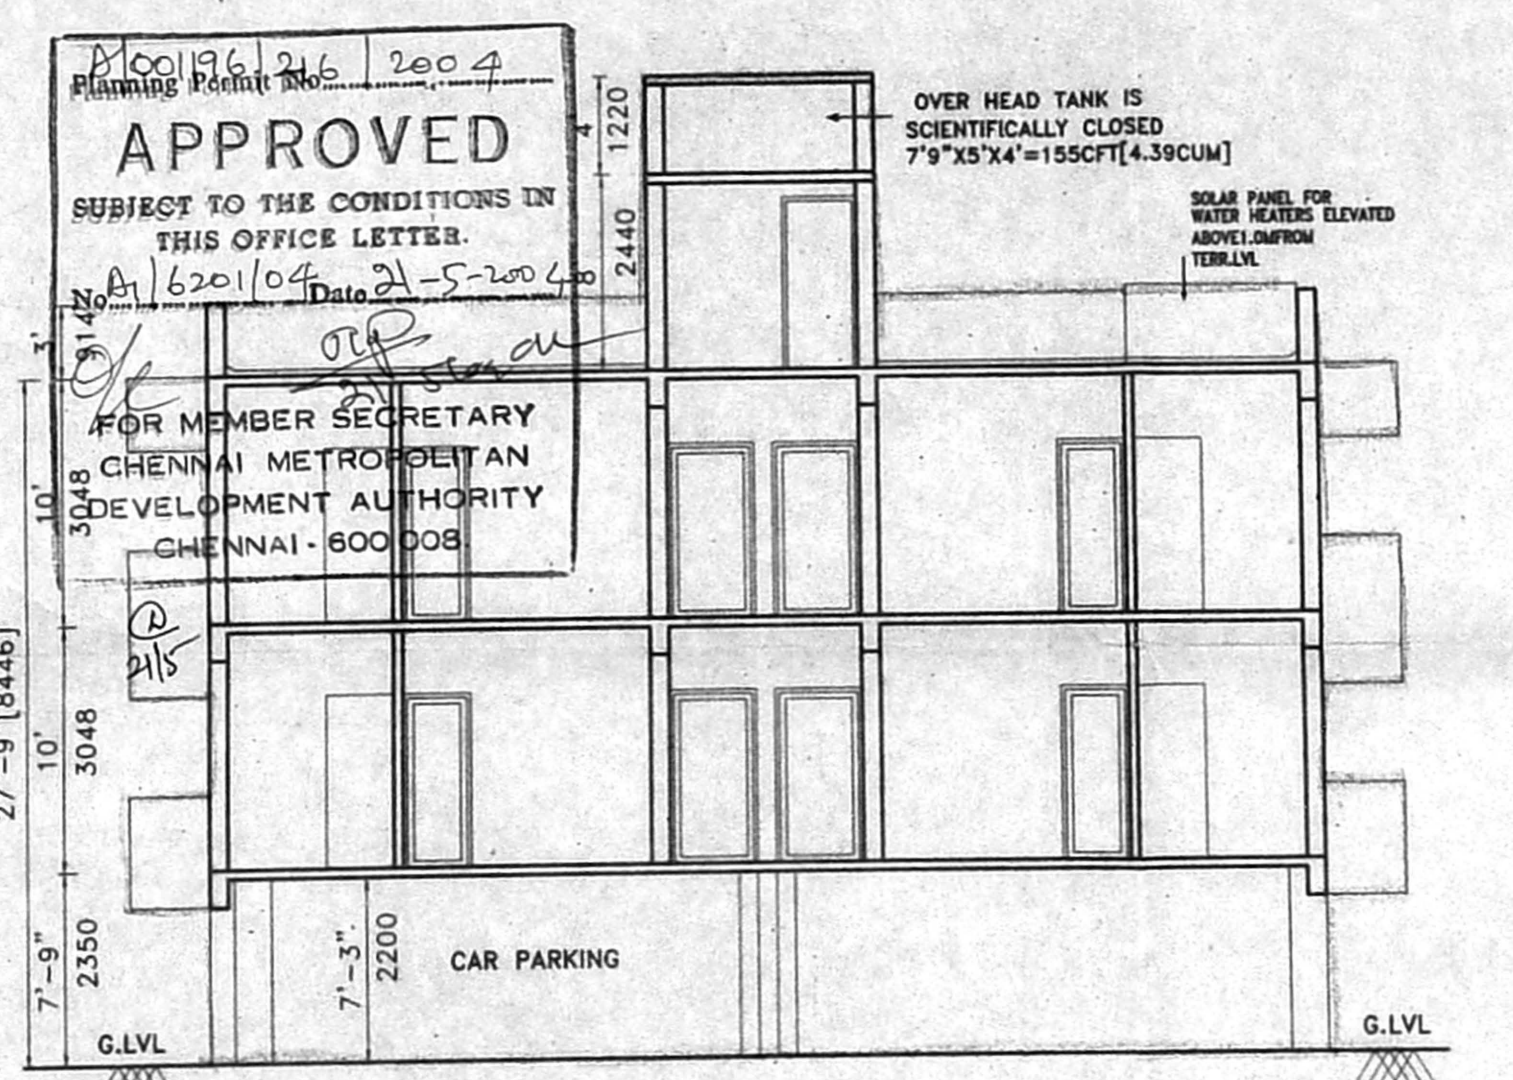 A/00196/216/2004
Planning Permit No
APPROVED
SUBJECT TO THE CONDITIONS IN
THIS OFFICE LETTER.
No A1/6201/04 Date 21-5-2004
FOR MEMBER SECRETARY
CHENNAI METROPOLITAN
DEVELOPMENT AUTHORITY
CHENNAI - 600 008.
21/5
4'
1220
2440
OVER HEAD TANK IS
SCIENTIFICALLY CLOSED
7'9"X5'X4'=155CFT[4.39CUM]
SOLAR PANEL FOR
WATER HEATERS ELEVATED
ABOVE1.0MFROM
TERR.LVL
3'
914
10'
3048
27'-9 [8446]
10'
3048
7'-9"
2350
7'-3"
2200
CAR PARKING
G.LVL
G.LVL